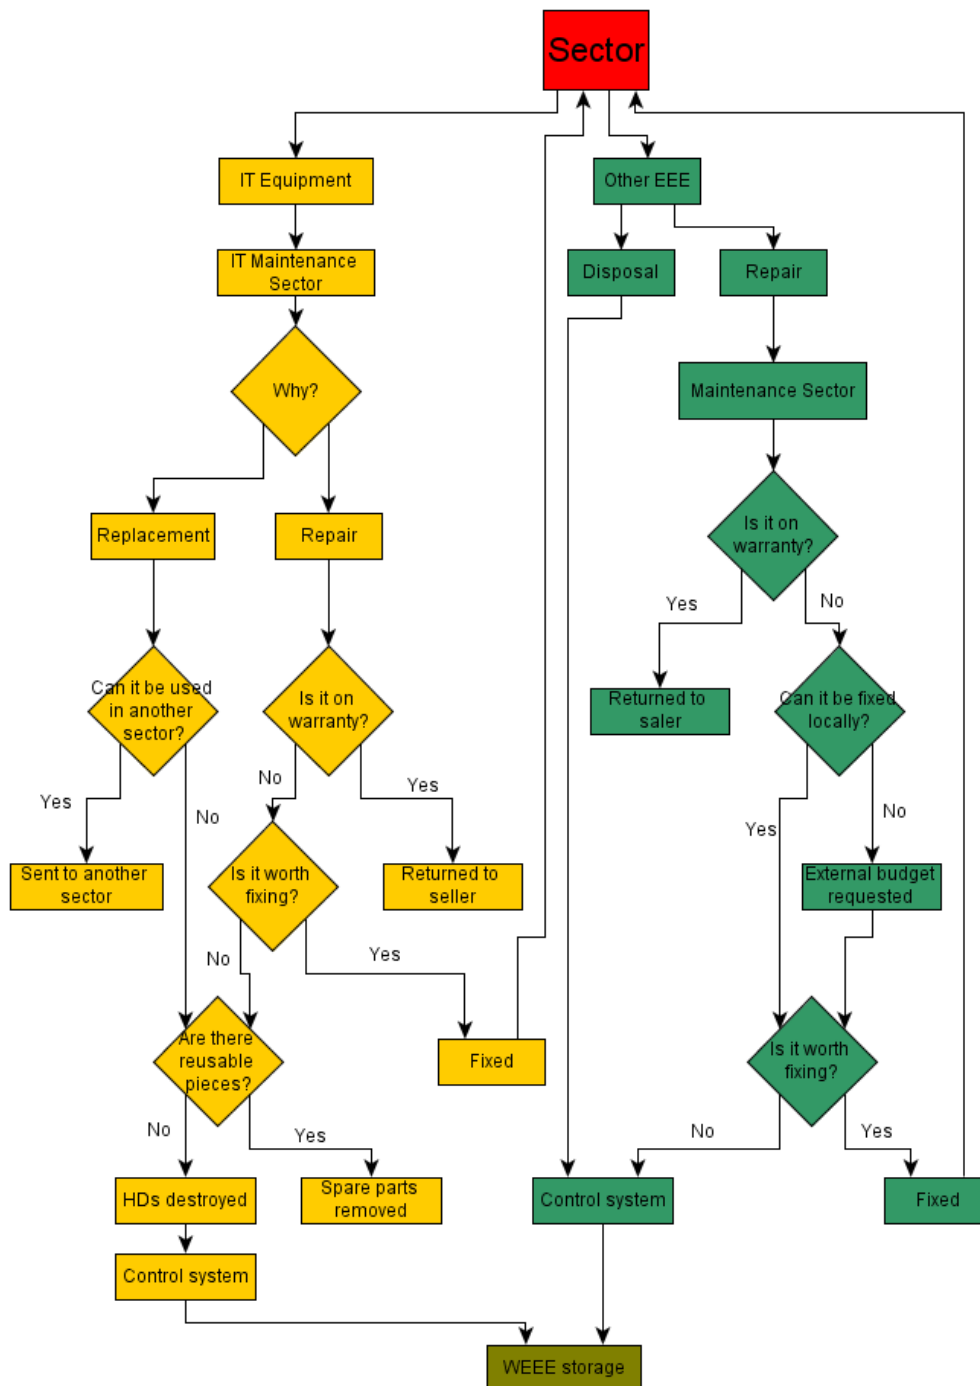 Sector
IT Equipment
Other EEE
IT Maintenance
Sector
Disposal
Repair
Why?
Maintenance Sector
Replacement
Repair
Is it on
warranty?
Yes
No
Can it be used
in another
sector?
Is it on
warranty?
Returned to
saler
Can it be fixed
locally?
Yes
No
No
Yes
Yes
No
Sent to another
sector
Is it worth
fixing?
Returned to
seller
External budget
requested
No
Yes
Are there
reusable
pieces?
Fixed
Is it worth
fixing?
No
Yes
No
Yes
HDs destroyed
Spare parts
removed
Control system
Fixed
Control system
WEEE storage